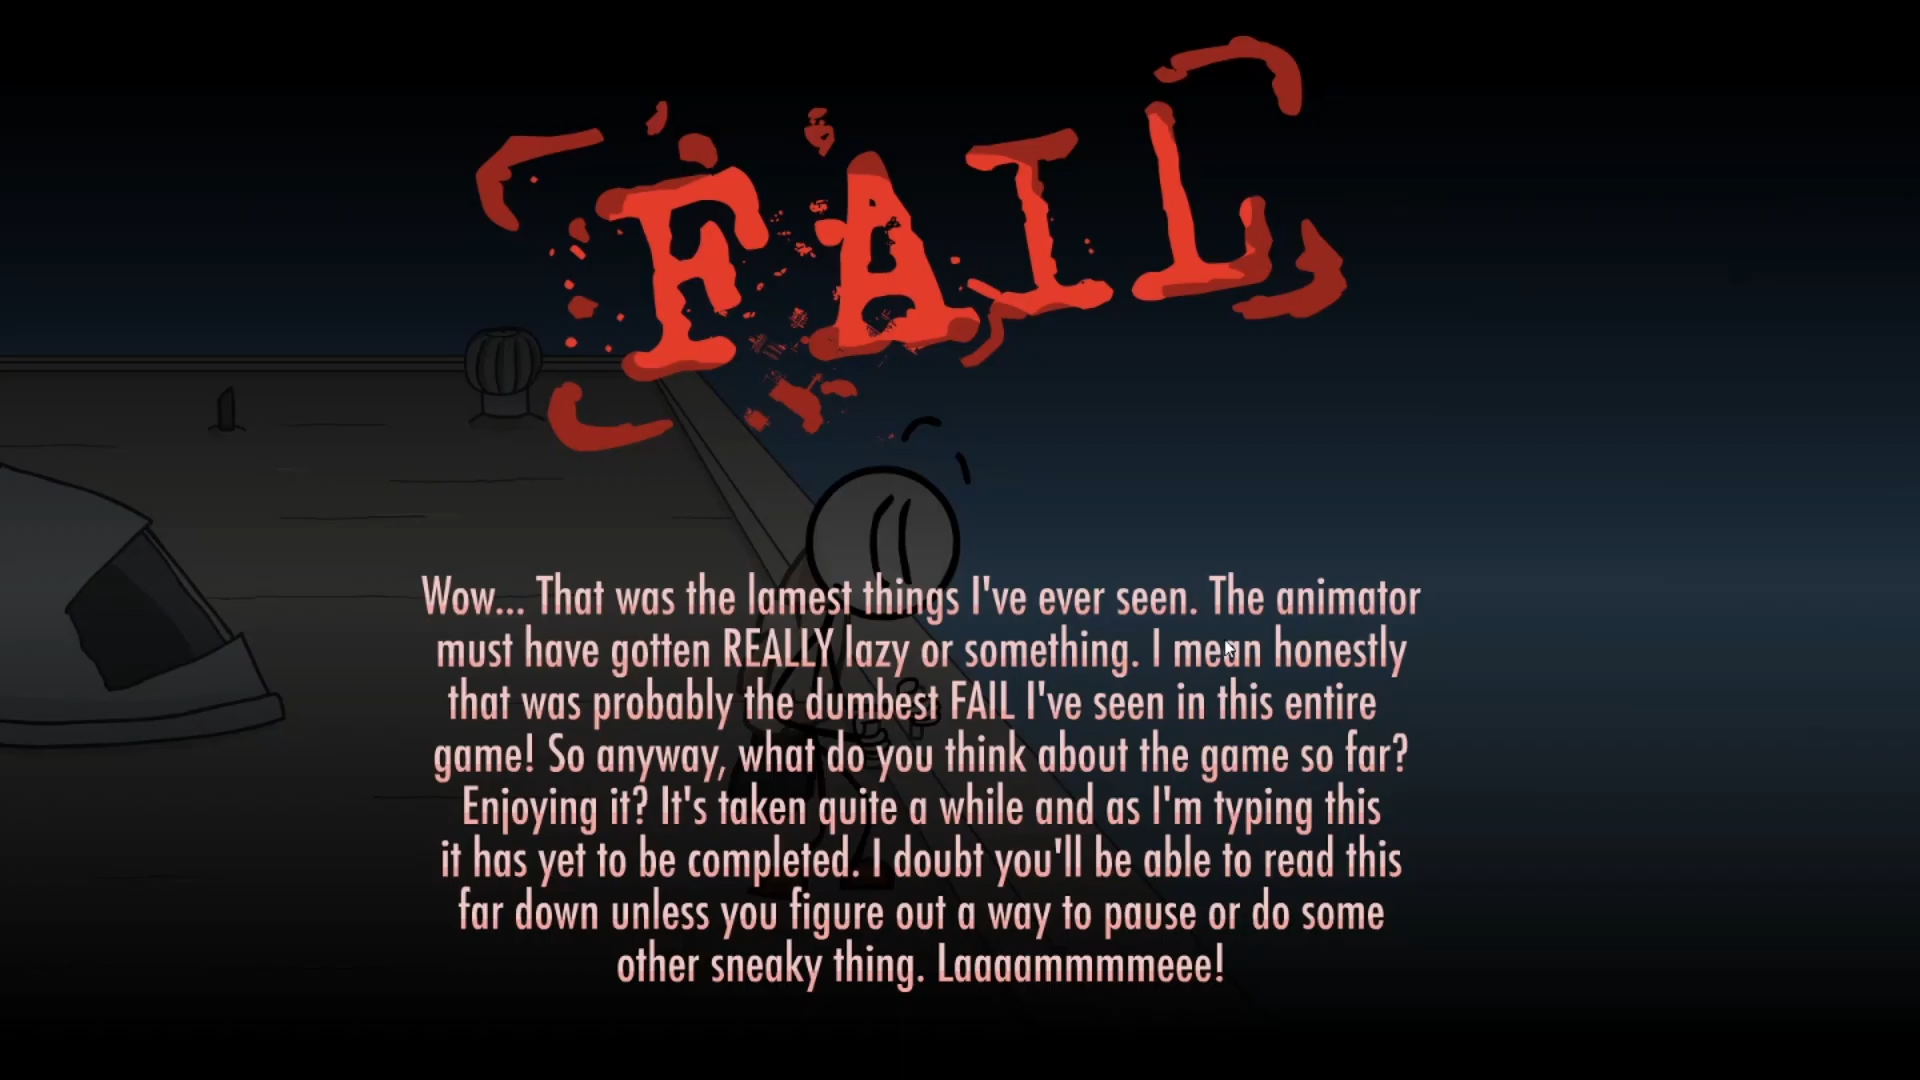 FAIL
Wow... That was the lamest things I've ever seen. The animator
must have gotten REALLY lazy or something. I mean honestly
that was probably the dumbest FAIL I've seen in this entire
game! So anyway, what do you think about the game so far?
Enjoying it? It's taken quite a while and as I'm typing this
it has yet to be completed. I doubt you'll be able to read this
far down unless you figure out a way to pause or do some
other sneaky thing. Laaaammmmeee!